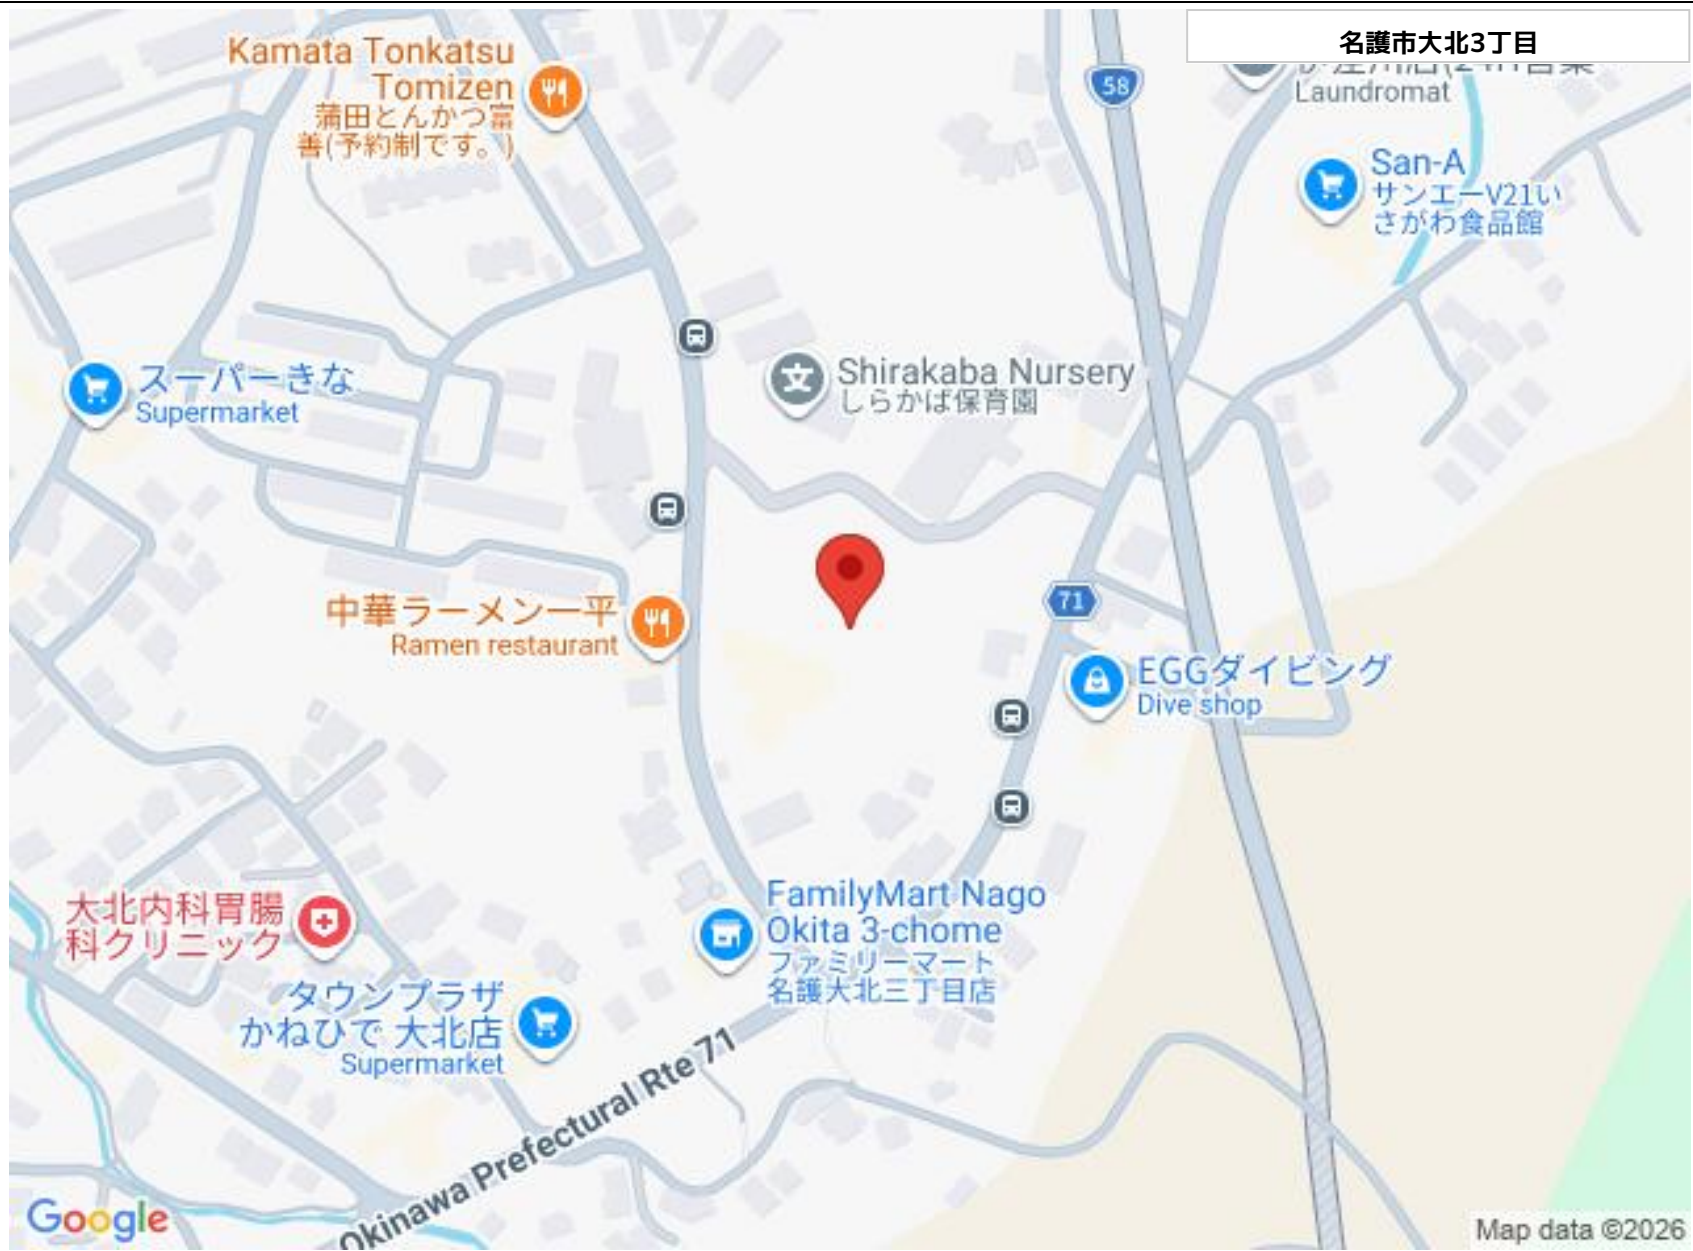 名護市大北3丁目
Kamata Tonkatsu
Tomizen
蒲田とんかつ富
善(予約制です。)
58
Laundromat
San-A
サンエーV21い
さがわ食品館
スーパーきな
Supermarket
Shirakaba Nursery
しらかば保育園
中華ラーメン一平
Ramen restaurant
71
EGGダイビング
Dive shop
大北内科胃腸
科クリニック
FamilyMart Nago
Okita 3-chome
ファミリーマート
名護大北三丁目店
タウンプラザ
かねひで 大北店
Supermarket
Okinawa Prefectural Rte 71
Google
Map data ©2026